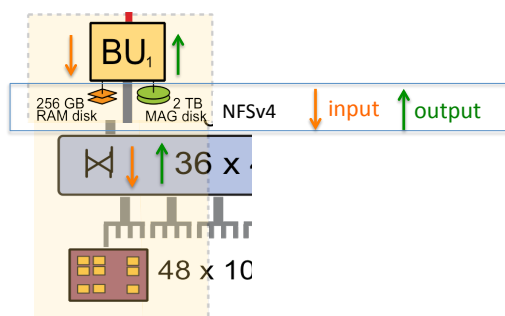 BU1
256 GB
RAM disk
2 TB
MAG disk
NFSv4
input
output
36 x
48 x 10